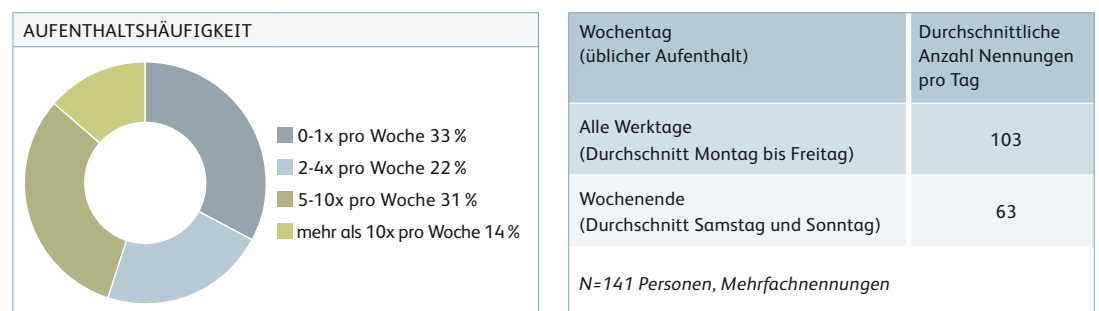 AUFENTHALTSHÄUFIGKEIT
0-1x pro Woche 33 %
2-4x pro Woche 22 %
5-10x pro Woche 31 %
mehr als 10x pro Woche 14 %
Wochentag
(üblicher Aufenthalt)
Durchschnittliche
Anzahl Nennungen
pro Tag
Alle Werktage
(Durchschnitt Montag bis Freitag)
103
Wochenende
(Durchschnitt Samstag und Sonntag)
63
N=141 Personen, Mehrfachnennungen